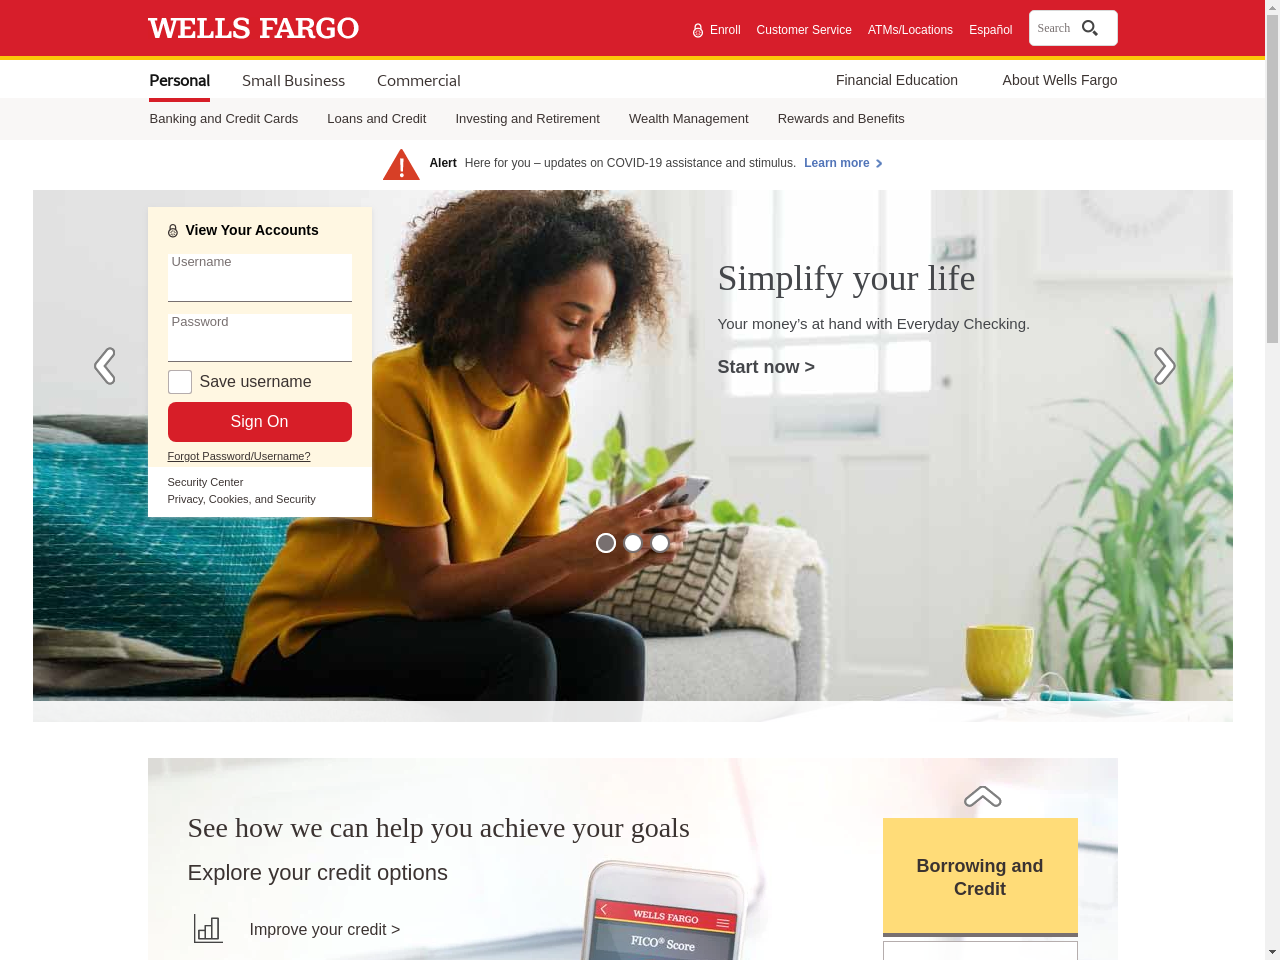 WELLS FARGO
Enroll
Customer Service
ATMs/Locations
Español
Search
Personal
Small Business
Commercial
Financial Education
About Wells Fargo
Banking and Credit Cards
Loans and Credit
Investing and Retirement
Wealth Management
Rewards and Benefits
Alert Here for you – updates on COVID-19 assistance and stimulus. Learn more
View Your Accounts
Username
Password
Save username
Sign On
Forgot Password/Username?
Security Center
Privacy, Cookies, and Security
Simplify your life
Your money’s at hand with Everyday Checking.
Start now >
See how we can help you achieve your goals
Explore your credit options
Improve your credit >
WELLS FARGO
FICO® Score
Borrowing and
Credit